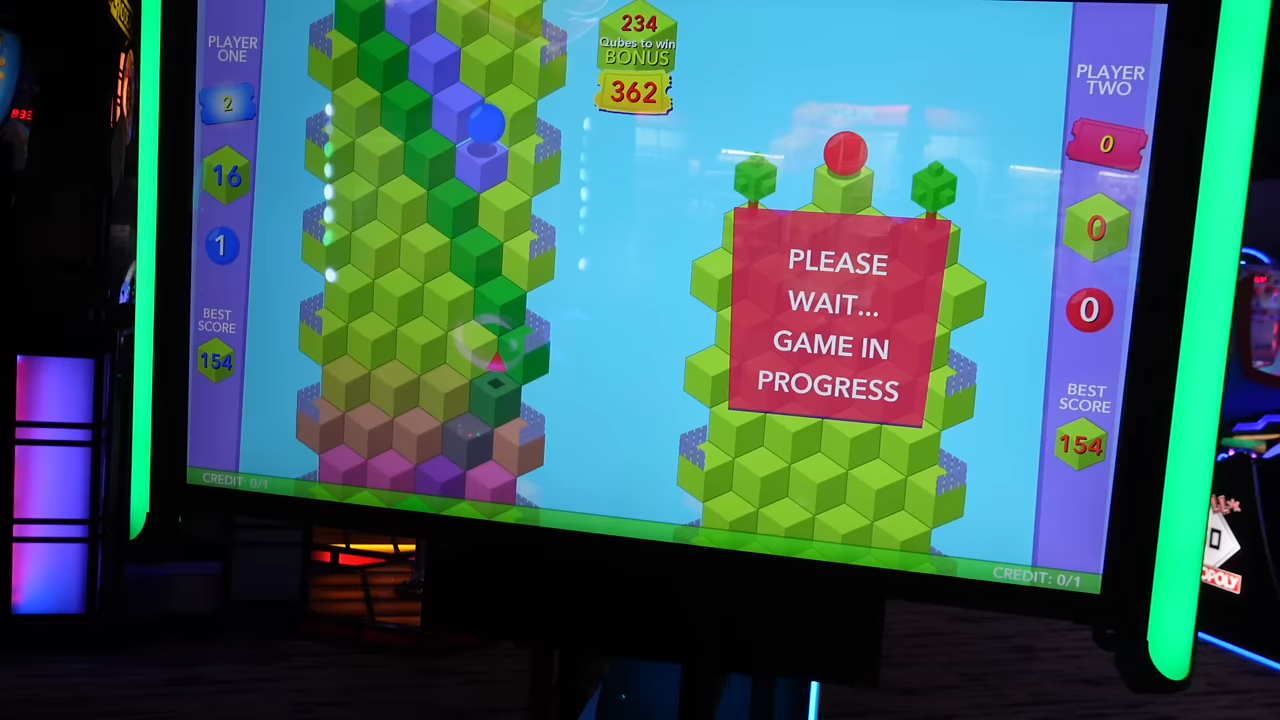 PLAYER
ONE
2
16
1
BEST
SCORE
154
CREDIT: 0/1
234
Qubes to win
BONUS
362
PLEASE
WAIT...
GAME IN
PROGRESS
PLAYER
TWO
0
0
0
BEST
SCORE
154
CREDIT: 0/1